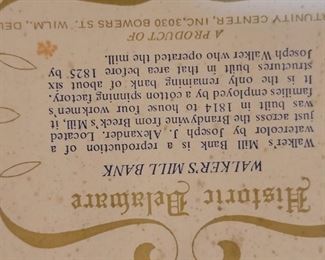 Historic Delaware
WALKER'S MILL BANK
Walker's Mill Bank is a reproduction of a
watercolor by Joseph J. Alexander. Located
just across the Brandywine from Breck's Mill, it
was built in 1814 to house four workmen's
families employed by a cotton spinning factory.
It is the only remaining bank of about six
structures built in that area before 1825 by
Joseph Walker who operated the mill.
A PRODUCT OF
TUNITY CENTER, INC, 3030 BOWERS ST., WILM., DEL